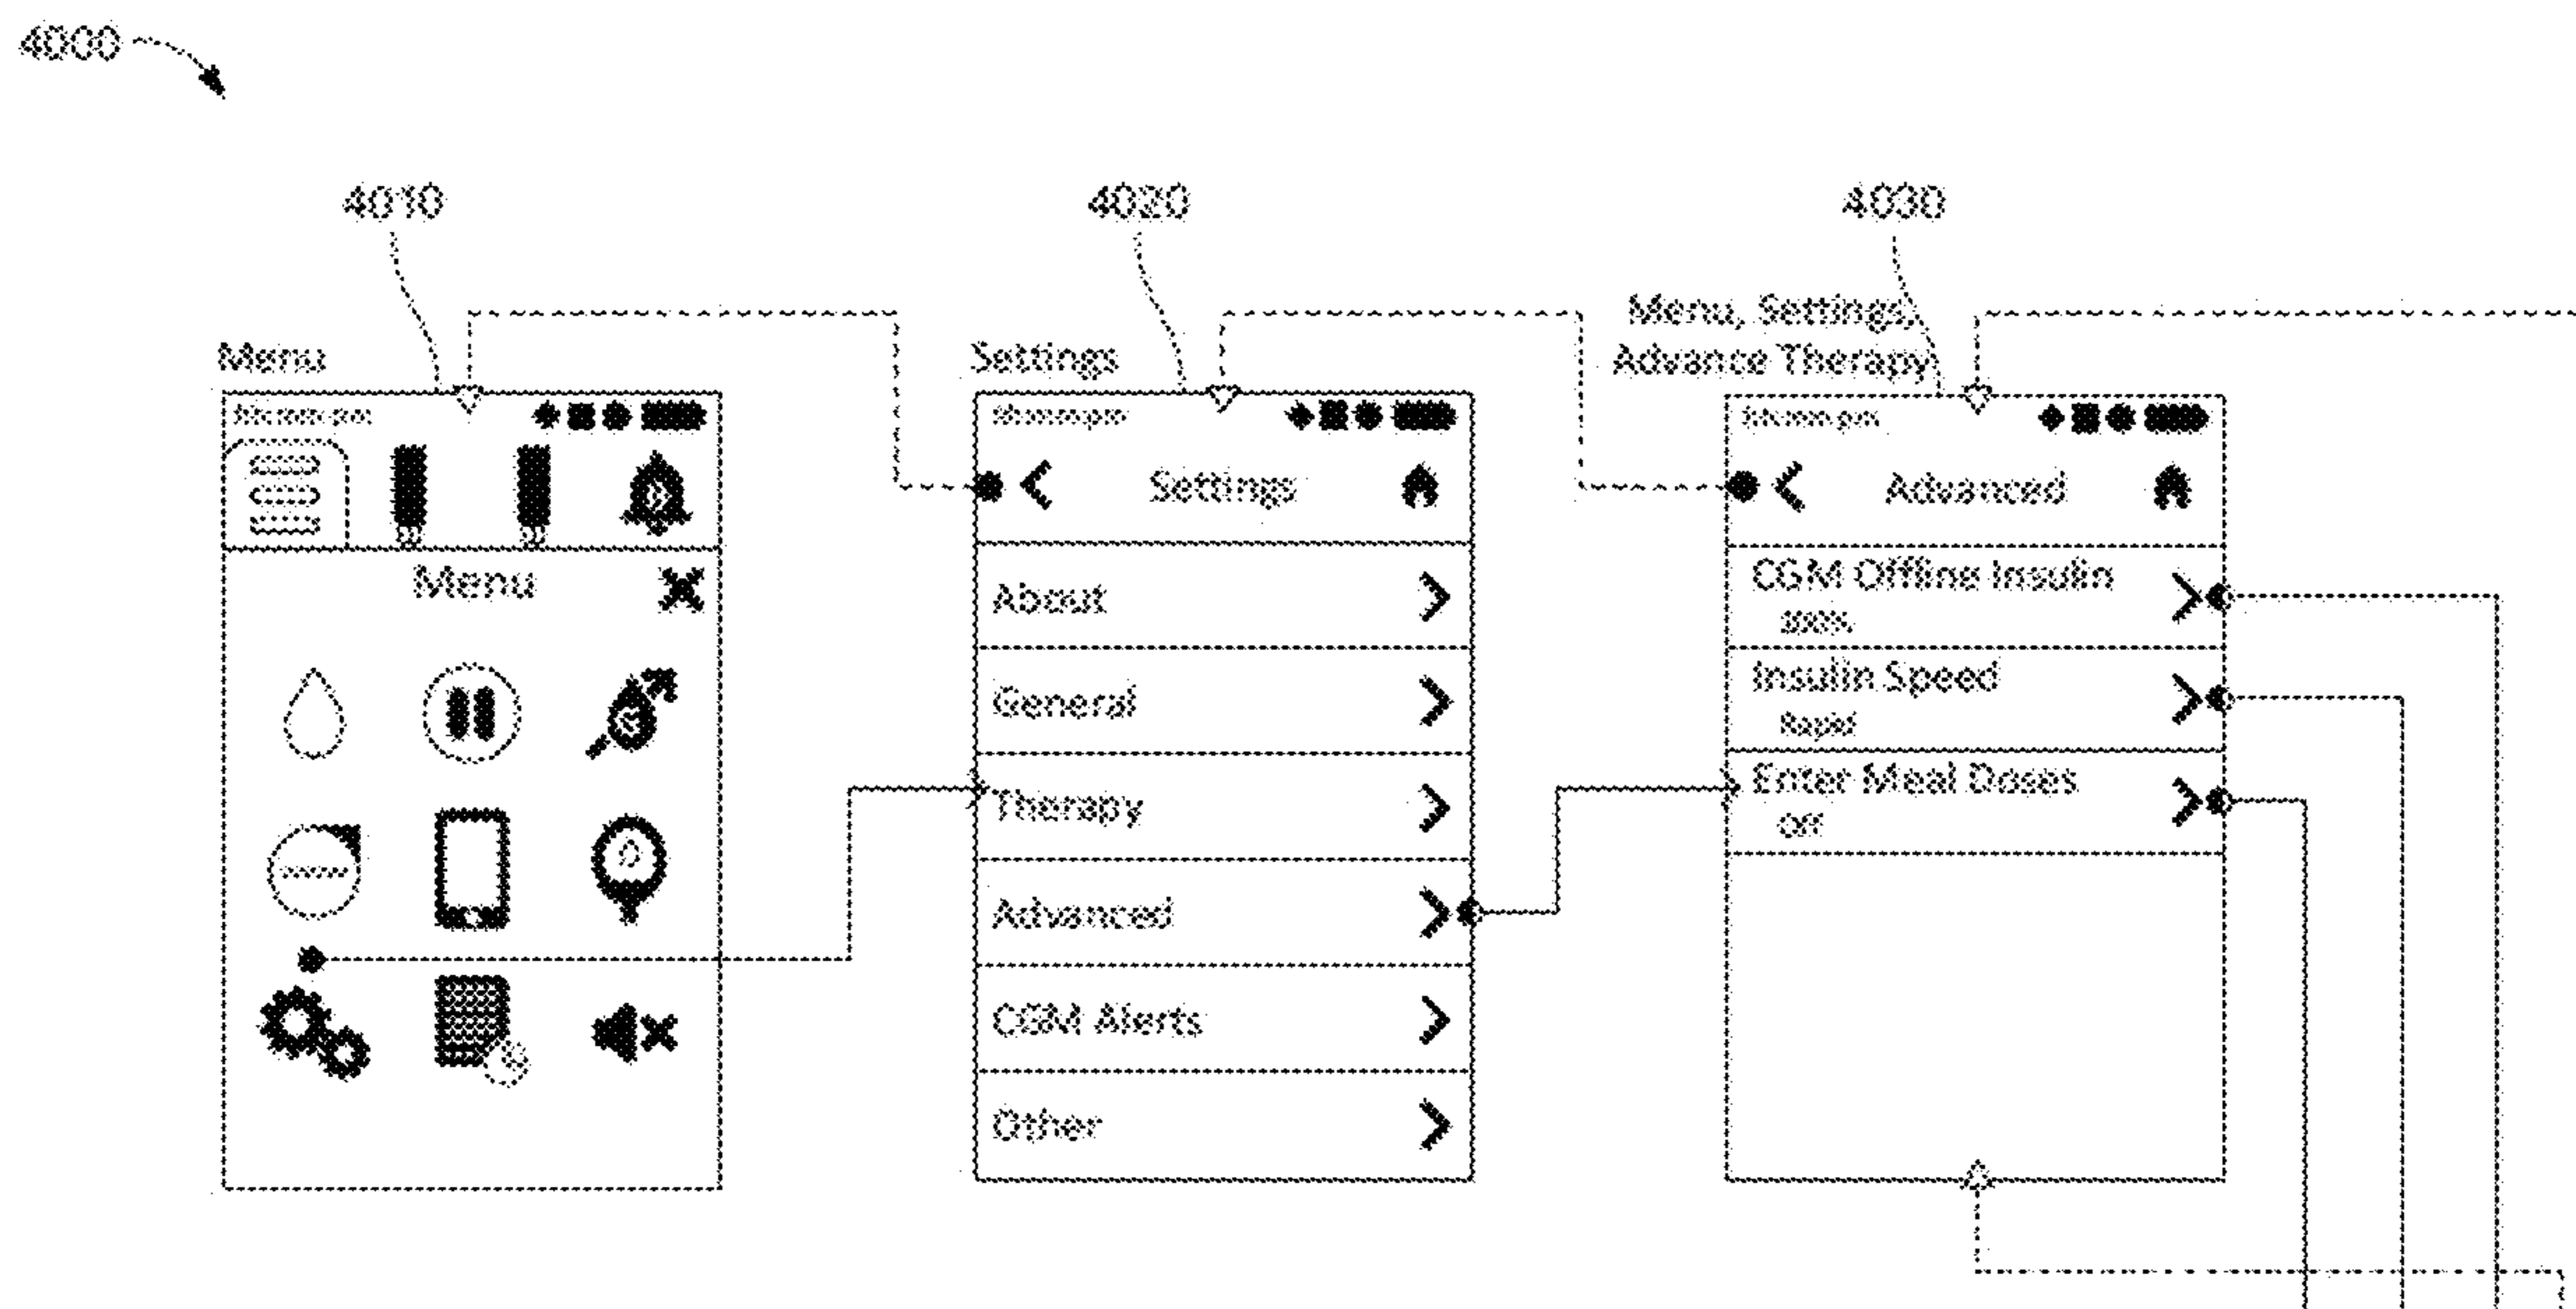 4000
4010
4020
4030
Menu
Settings
Menu, Settings,
Advance Therapy
Menu
Settings
About
General
Therapy
Advanced
CGM Alerts
Other
Advanced
CGM Offline Insulin
Insulin Speed
Rapid
Enter Meal Doses
Off